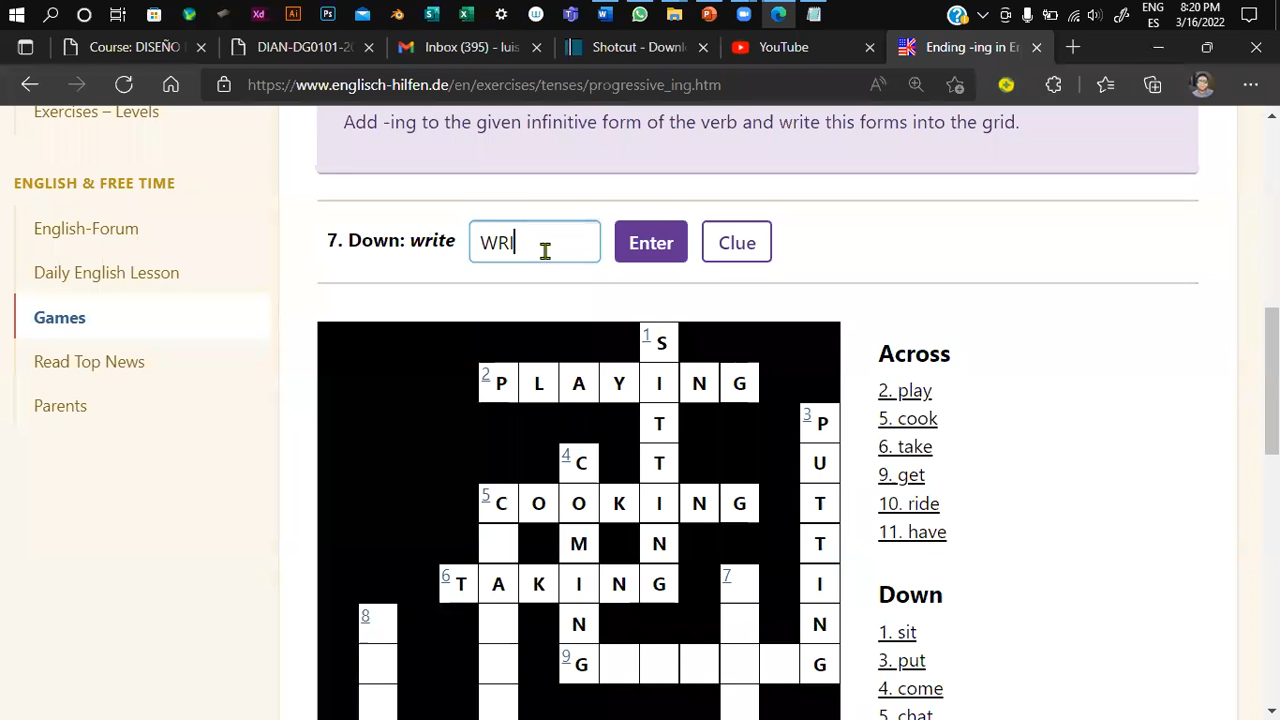 ENG
8:20 PM
ES
3/16/2022
Course: DISEÑO I
DIAN-DG0101-20
Inbox (395) - luis
Shotcut - Downl
YouTube
Ending -ing in En
https://www.englisch-hilfen.de/en/exercises/tenses/progressive_ing.htm
Exercises – Levels
ENGLISH & FREE TIME
English-Forum
Daily English Lesson
Games
Read Top News
Parents
Add -ing to the given infinitive form of the verb and write this forms into the grid.
7. Down: write WRI Enter Clue
1 S
2 P L A Y I N G
T 3 P
4 C T U
5 C O O K I N G T
M N T
6 T A K I N G 7 I
8 N N
9 G G
Across
2. play
5. cook
6. take
9. get
10. ride
11. have
Down
1. sit
3. put
4. come
5. chat